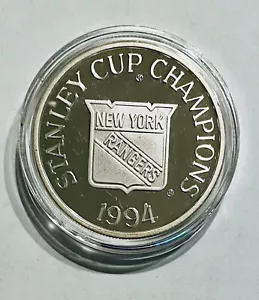 STANLEY CUP CHAMPIONS
NEW YORK
RANGERS
1994